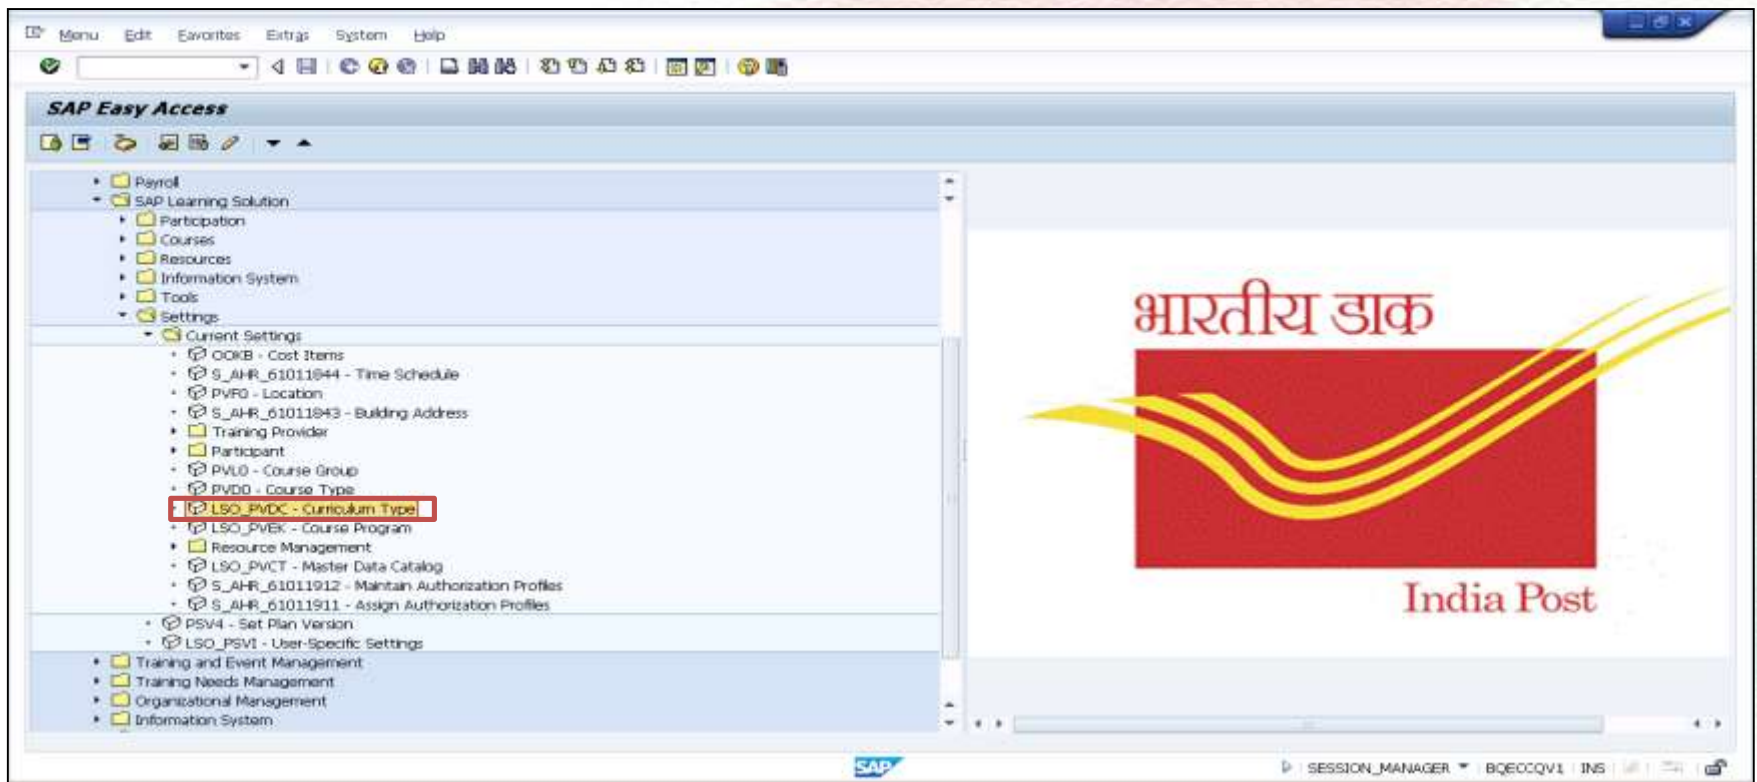 Menu Edit Favorites Extras System Help
SAP Easy Access
Payroll
SAP Learning Solution
Participation
Courses
Resources
Information System
Tools
Settings
Current Settings
OOKB - Cost Items
S_AHR_61011844 - Time Schedule
PVF0 - Location
S_AHR_61011843 - Building Address
Training Provider
Participant
PVL0 - Course Group
PVD0 - Course Type
LSO_PVDC - Curriculum Type
LSO_PVEK - Course Program
Resource Management
LSO_PVCT - Master Data Catalog
S_AHR_61011912 - Maintain Authorization Profiles
S_AHR_61011911 - Assign Authorization Profiles
PSV4 - Set Plan Version
LSO_PSVI - User-Specific Settings
Training and Event Management
Training Needs Management
Organizational Management
Information System
भारतीय डाक
India Post
SAP
SESSION_MANAGER BQECCQV1 INS